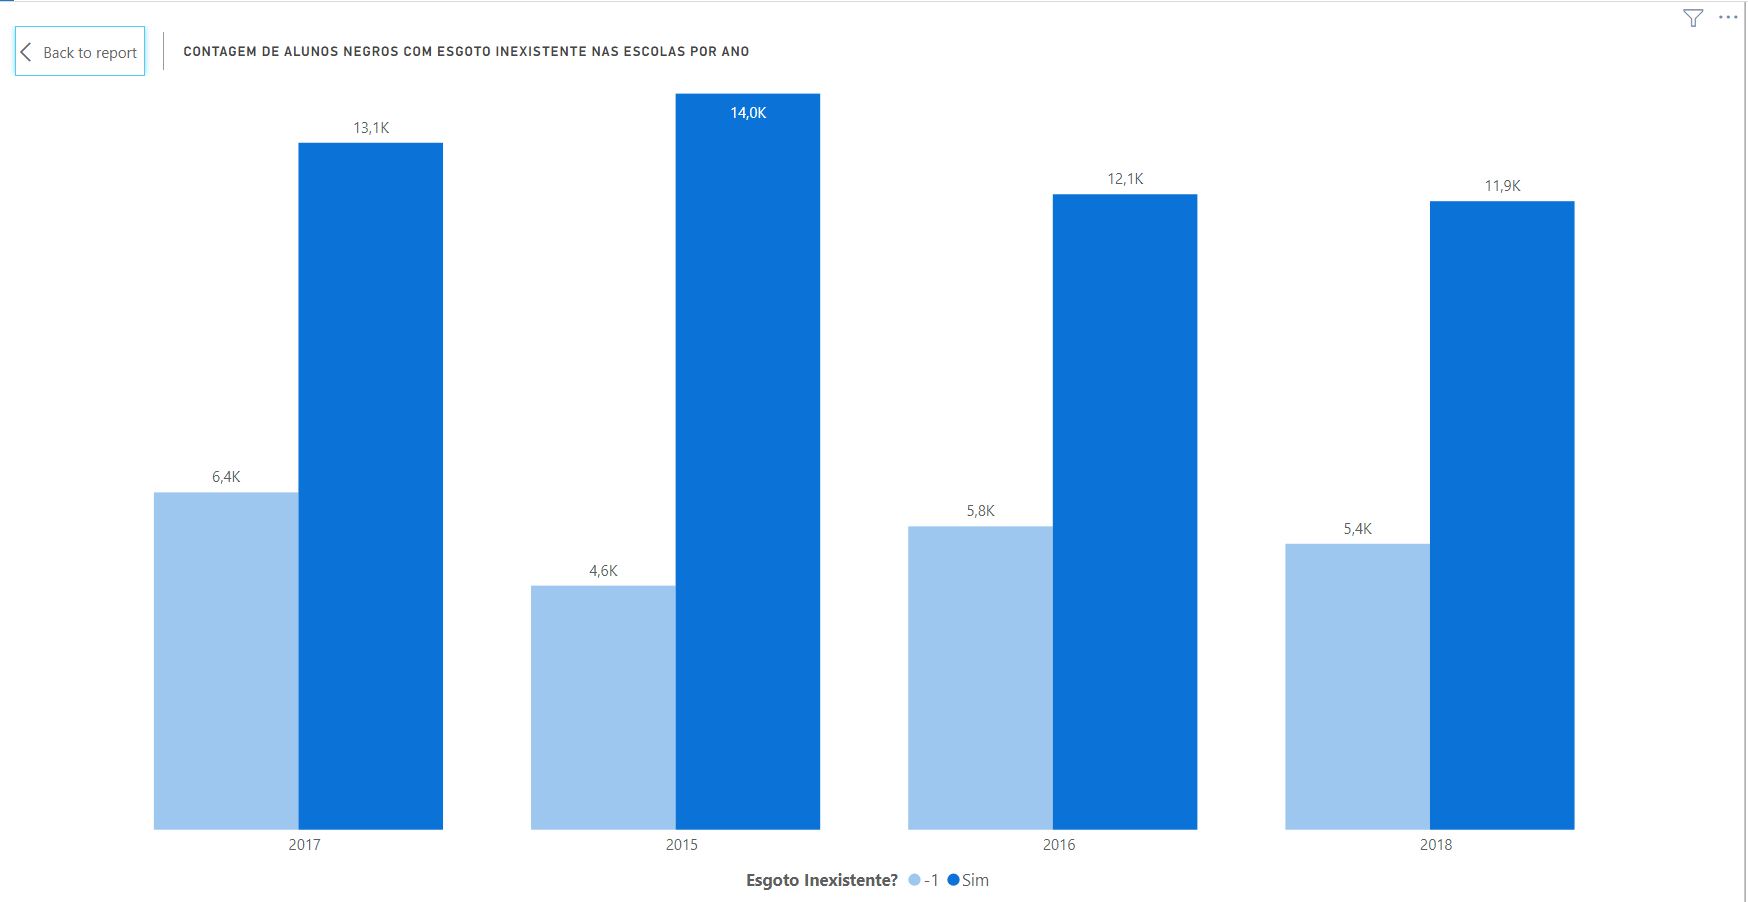 Back to report
CONTAGEM DE ALUNOS NEGROS COM ESGOTO INEXISTENTE NAS ESCOLAS POR ANO
13,1K
14,0K
12,1K
11,9K
6,4K
4,6K
5,8K
5,4K
2017
2015
2016
2018
Esgoto Inexistente? -1 Sim